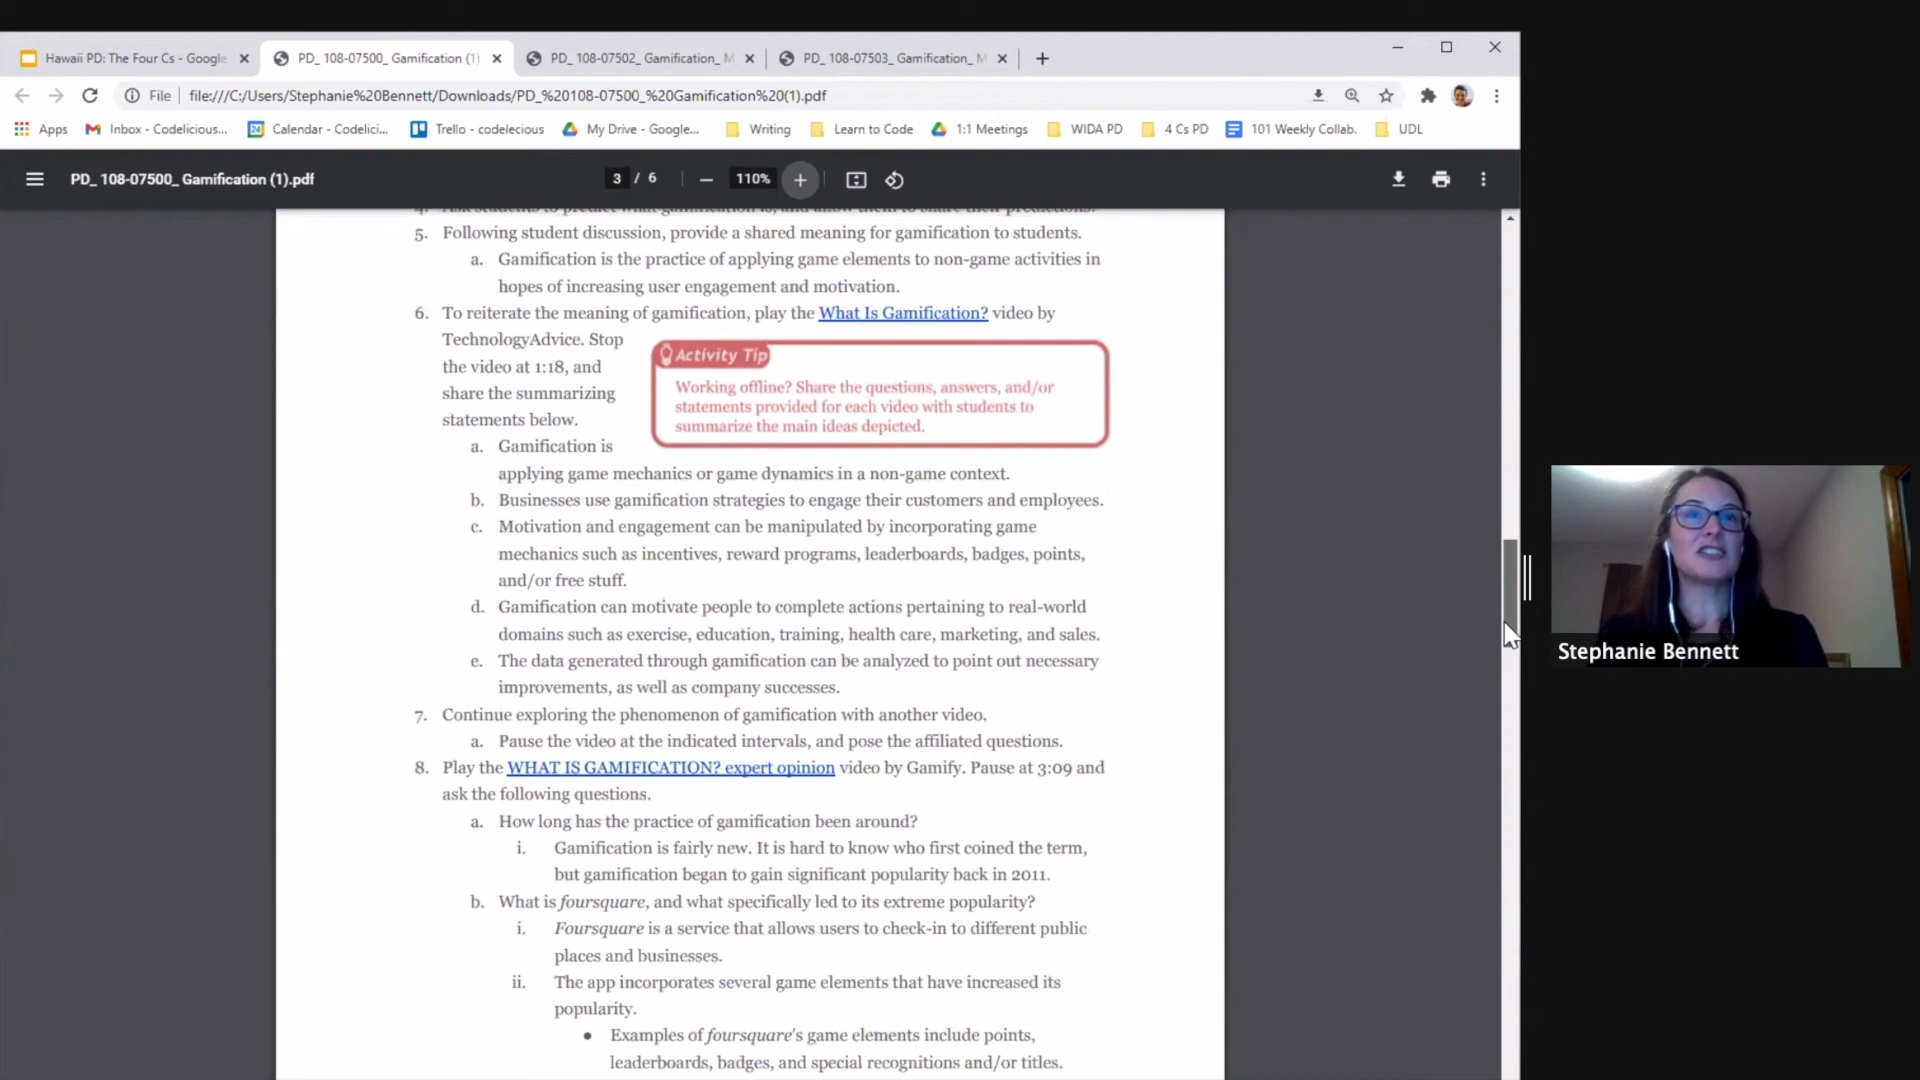 Hawaii PD: The Four Cs - Google
PD_ 108-07500_ Gamification (1)
PD_ 108-07502_ Gamification_ M
PD_ 108-07503_ Gamification_ M
File
file:///C:/Users/Stephanie%20Bennett/Downloads/PD_%20108-07500_%20Gamification%20(1).pdf
Apps
Inbox - Codelicious...
Calendar - Codelici...
Trello - codelecious
My Drive - Google...
Writing
Learn to Code
1:1 Meetings
WIDA PD
4 Cs PD
101 Weekly Collab.
UDL
PD_ 108-07500_ Gamification (1).pdf
3 / 6
110%
4. Ask students to predict what gamification is, and allow them to share their predictions.
5. Following student discussion, provide a shared meaning for gamification to students.
a. Gamification is the practice of applying game elements to non-game activities in
hopes of increasing user engagement and motivation.
6. To reiterate the meaning of gamification, play the What Is Gamification? video by
TechnologyAdvice. Stop
the video at 1:18, and
share the summarizing
statements below.
Activity Tip
Working offline? Share the questions, answers, and/or
statements provided for each video with students to
summarize the main ideas depicted.
a. Gamification is
applying game mechanics or game dynamics in a non-game context.
b. Businesses use gamification strategies to engage their customers and employees.
c. Motivation and engagement can be manipulated by incorporating game
mechanics such as incentives, reward programs, leaderboards, badges, points,
and/or free stuff.
d. Gamification can motivate people to complete actions pertaining to real-world
domains such as exercise, education, training, health care, marketing, and sales.
e. The data generated through gamification can be analyzed to point out necessary
improvements, as well as company successes.
7. Continue exploring the phenomenon of gamification with another video.
a. Pause the video at the indicated intervals, and pose the affiliated questions.
8. Play the WHAT IS GAMIFICATION? expert opinion video by Gamify. Pause at 3:09 and
ask the following questions.
a. How long has the practice of gamification been around?
i. Gamification is fairly new. It is hard to know who first coined the term,
but gamification began to gain significant popularity back in 2011.
b. What is foursquare, and what specifically led to its extreme popularity?
i. Foursquare is a service that allows users to check-in to different public
places and businesses.
ii. The app incorporates several game elements that have increased its
popularity.
● Examples of foursquare's game elements include points,
leaderboards, badges, and special recognitions and/or titles.
Stephanie Bennett